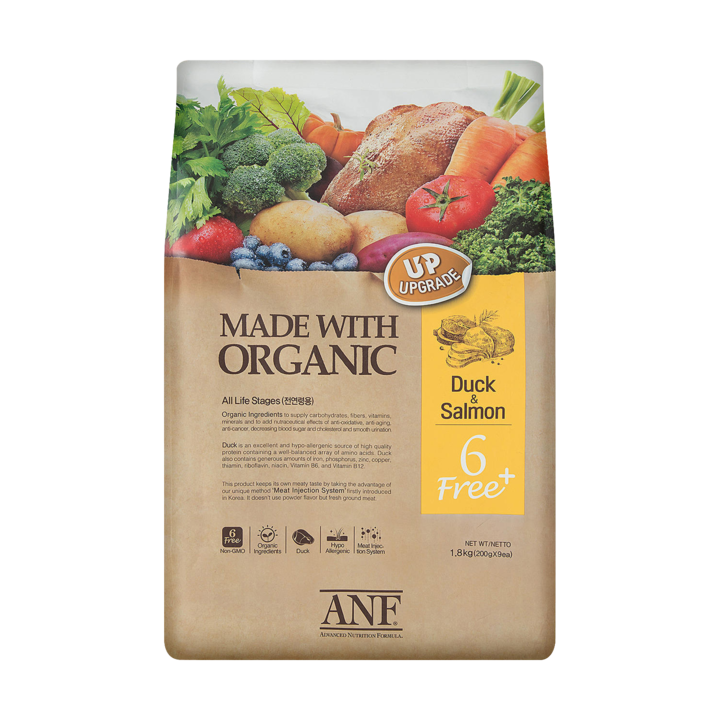 UP
UPGRADE
MADE WITH
ORGANIC
All Life Stages (전연령용)
Organic Ingredients to supply carbohydrates, fibers, vitamins,
minerals and to add nutraceutical effects of anti-oxidative, anti-aging,
anti-cancer, decreasing blood sugar and cholesterol and smooth urination.
Duck is an excellent and hypo-allergenic source of high quality
protein containing a well-balanced array of amino acids. Duck
also contains generous amounts of iron, phosphorus, zinc, copper,
thiamin, riboflavin, niacin, Vitamin B6, and Vitamin B12.
This product keeps its own meaty taste by taking the advantage of
our unique method 'Meat Injection System' firstly introduced
in Korea. It doesn't use powder flavor but fresh ground meat.
Duck
&
Salmon
6
Free+
6
Free
Non-GMO
Organic
Ingredients
Duck
Hypo
Allergenic
Meat Injec-
tion System
NET WT/NETTO
1.8kg(200gX9ea)
ANF®
ADVANCED NUTRITION FORMULA.